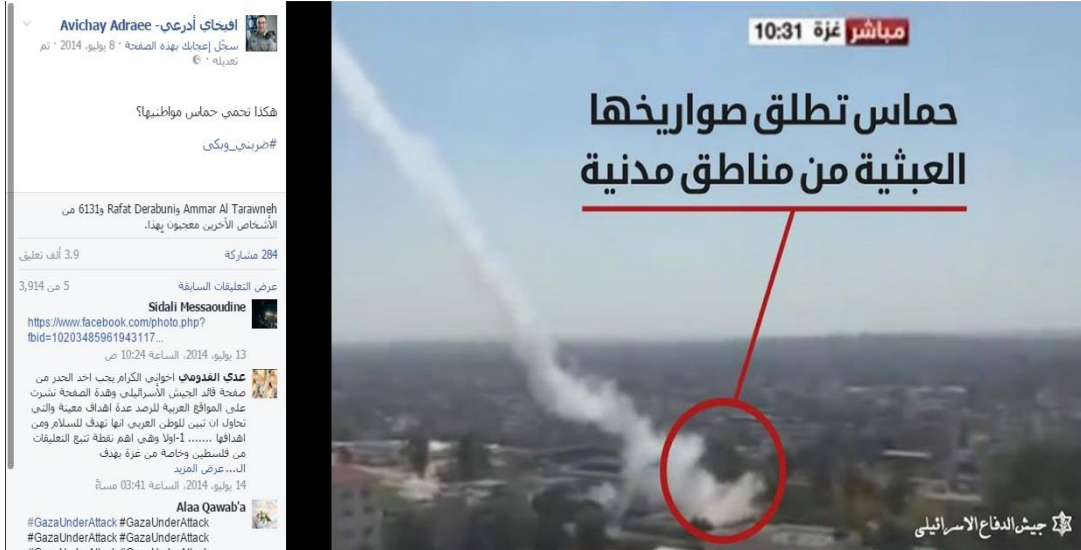 افيخاي أدرعي- Avichay Adraee
سجّل إعجابك بهذه الصفحة · 8 يوليو، 2014 · تم
تعديله ·
هكذا تحمي حماس مواطنيها؟
#ضربني_وبكى
Ammar Al Tarawneh وRafat Derabuni و6131 من
الأشخاص الآخرين معجبون بهذا.
284 مشاركة
3.9 ألف تعليق
عرض التعليقات السابقة
5 من 3,914
Sidali Messaoudine
https://www.facebook.com/photo.php?
fbid=10203485961943117...
13 يوليو، 2014، الساعة 10:24 ص
عدي القدومي اخواني الكرام يجب اخد الحدر من
صفحة قائد الجيش الأسرائيلي وهدة الصفحة نشرت
على المواقع العربية للرصد عدة اهداف معينة والتي
تحاول ان تبين للوطن العربي انها تهدف للسلام ومن
اهدافها ....... 1-اولا وهي اهم نقطة تتبع التعليقات
من فلسطين وخاصة من غزة بهدف
ال...عرض المزيد
14 يوليو، 2014، الساعة 03:41 مساءً
Alaa Qawab'a
#GazaUnderAttack #GazaUnderAttack
#GazaUnderAttack #GazaUnderAttack
مباشر غزة 10:31
حماس تطلق صواريخها
العبثية من مناطق مدنية
جيش الدفاع الاسرائيلي